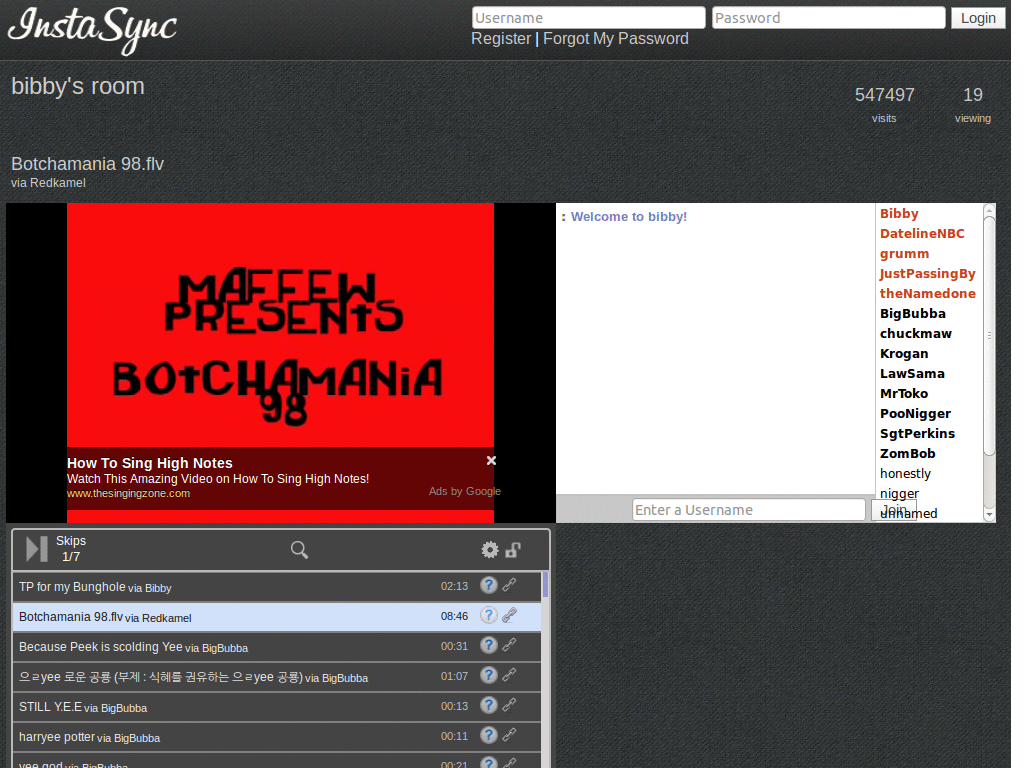 InstaSync
Username
Password
Login
Register | Forgot My Password
bibby's room
547497
visits
19
viewing
Botchamania 98.flv
via Redkamel
MAFFEW
PRESENTS
BOTCHAMANIA
98
How To Sing High Notes
Watch This Amazing Video on How To Sing High Notes!
www.thesingingzone.com
Ads by Google
: Welcome to bibby!
Bibby
DatelineNBC
grumm
JustPassingBy
theNamedone
BigBubba
chuckmaw
Krogan
LawSama
MrToko
PooNigger
SgtPerkins
ZomBob
honestly
nigger
unnamed
Enter a Username
Join
Skips
1/7
TP for my Bunghole via Bibby 02:13
Botchamania 98.flv via Redkamel 08:46
Because Peek is scolding Yee via BigBubba 00:31
으ㄹyee 로운 공룡 (부제 : 식혜를 권유하는 으ㄹyee 공룡) via BigBubba 01:07
STILL Y.E.E via BigBubba 00:13
harryee potter via BigBubba 00:11
yee god via BigBubba 00:21